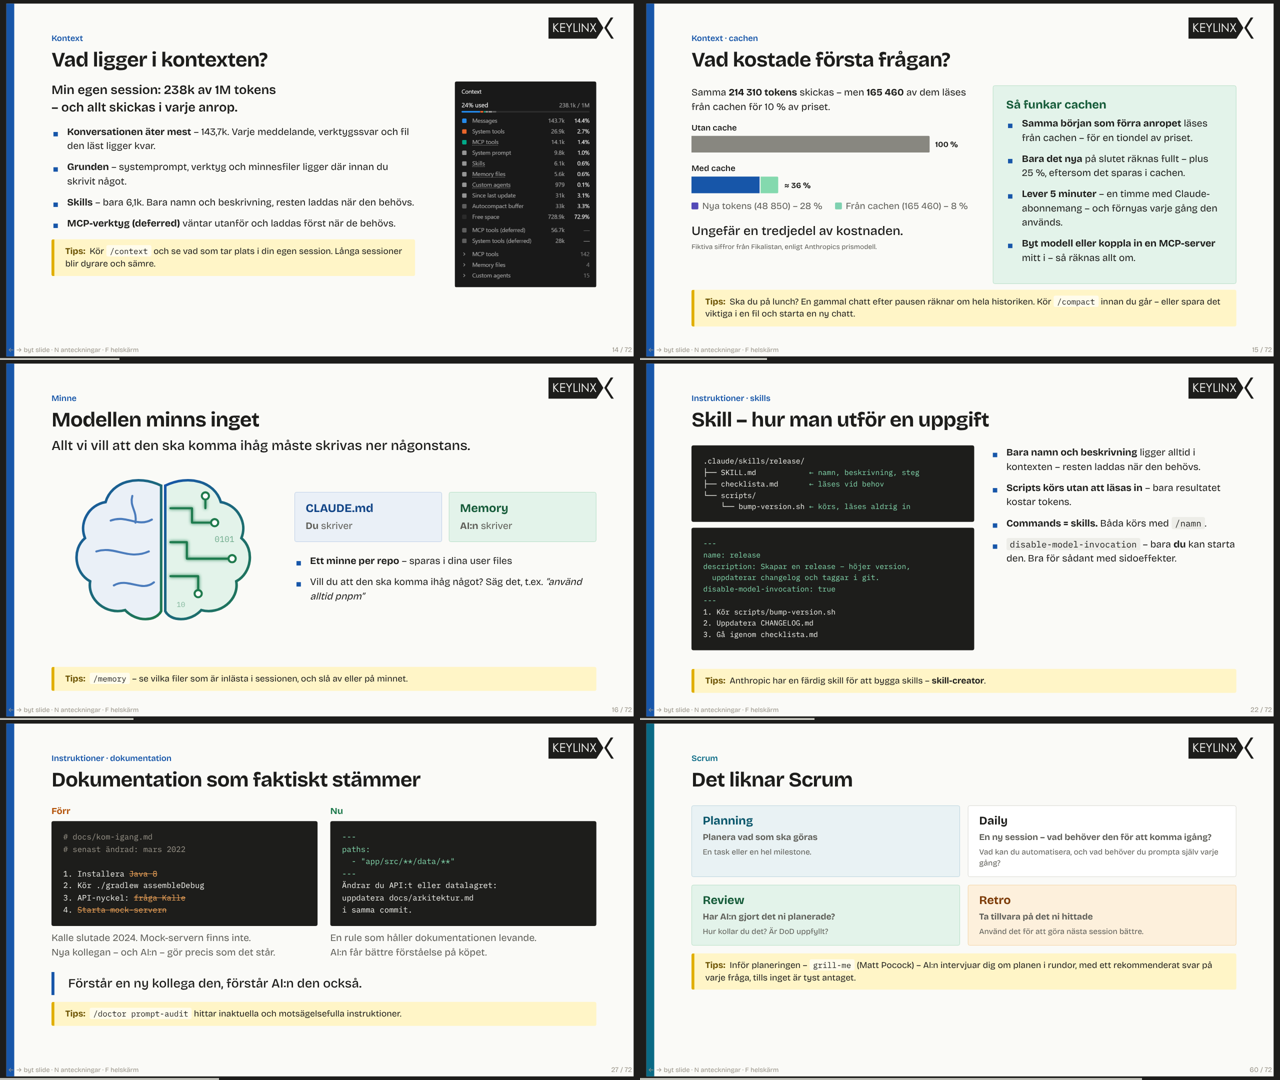 KEYLINX
Kontext
Vad ligger i kontexten?
Min egen session: 238k av 1M tokens
– och allt skickas i varje anrop.
Konversationen äter mest – 143,7k. Varje meddelande, verktygssvar och fil
den läst ligger kvar.
Grunden – systemprompt, verktyg och minnesfiler ligger där innan du
skrivit något.
Skills – bara 6,1k. Bara namn och beskrivning, resten laddas när den behövs.
MCP-verktyg (deferred) väntar utanför och laddas först när de behövs.
Tips: Kör /context och se vad som tar plats i din egen session. Långa sessioner
blir dyrare och sämre.
Context
24% used 238.1k / 1M
Messages 143.7k 14.4%
System tools 26.9k 2.7%
MCP tools 14.1k 1.4%
System prompt 9.8k 1.0%
Skills 6.1k 0.6%
Memory files 5.6k 0.6%
Custom agents 979 0.1%
Since last update 31k 3.1%
Autocompact buffer 33k 3.3%
Free space 728.9k 72.9%
MCP tools (deferred) 56.7k —
System tools (deferred) 28k —
> MCP tools 142
> Memory files 4
> Custom agents 15
← → byt slide · N anteckningar · F helskärm
14 / 72
KEYLINX
Kontext · cachen
Vad kostade första frågan?
Samma 214 310 tokens skickas – men 165 460 av dem läses
från cachen för 10 % av priset.
Utan cache
100 %
Med cache
≈ 36 %
Nya tokens (48 850) – 28 % Från cachen (165 460) – 8 %
Ungefär en tredjedel av kostnaden.
Fiktiva siffror från Fikalistan, enligt Anthropics prismodell.
Så funkar cachen
Samma början som förra anropet läses
från cachen – för en tiondel av priset.
Bara det nya på slutet räknas fullt – plus
25 %, eftersom det sparas i cachen.
Lever 5 minuter – en timme med Claude-
abonnemang – och förnyas varje gång den
används.
Byt modell eller koppla in en MCP-server
mitt i – så räknas allt om.
Tips: Ska du på lunch? En gammal chatt efter pausen räknar om hela historiken. Kör /compact innan du går – eller spara det
viktiga i en fil och starta en ny chatt.
← → byt slide · N anteckningar · F helskärm
15 / 72
KEYLINX
Minne
Modellen minns inget
Allt vi vill att den ska komma ihåg måste skrivas ner någonstans.
0101
10
CLAUDE.md
Du skriver
Memory
AI:n skriver
Ett minne per repo – sparas i dina user files
Vill du att den ska komma ihåg något? Säg det, t.ex. "använd
alltid pnpm"
Tips: /memory – se vilka filer som är inlästa i sessionen, och slå av eller på minnet.
← → byt slide · N anteckningar · F helskärm
16 / 72
KEYLINX
Instruktioner · skills
Skill – hur man utför en uppgift
.claude/skills/release/
├── SKILL.md ← namn, beskrivning, steg
├── checklista.md ← läses vid behov
└── scripts/
└── bump-version.sh ← körs, läses aldrig in
---
name: release
description: Skapar en release – höjer version,
uppdaterar changelog och taggar i git.
disable-model-invocation: true
---
1. Kör scripts/bump-version.sh
2. Uppdatera CHANGELOG.md
3. Gå igenom checklista.md
Bara namn och beskrivning ligger alltid i
kontexten – resten laddas när den behövs.
Scripts körs utan att läsas in – bara resultatet
kostar tokens.
Commands = skills. Båda körs med /namn .
disable-model-invocation – bara du kan starta
den. Bra för sådant med sidoeffekter.
Tips: Anthropic har en färdig skill för att bygga skills – skill-creator.
← → byt slide · N anteckningar · F helskärm
22 / 72
KEYLINX
Instruktioner · dokumentation
Dokumentation som faktiskt stämmer
Förr
# docs/kom-igang.md
# senast ändrad: mars 2022
1. Installera Java 8
2. Kör ./gradlew assembleDebug
3. API-nyckel: fråga Kalle
4. Starta mock-servern
Kalle slutade 2024. Mock-servern finns inte.
Nya kollegan – och AI:n – gör precis som det står.
Nu
---
paths:
- "app/src/**/data/**"
---
Ändrar du API:t eller datalagret:
uppdatera docs/arkitektur.md
i samma commit.
En rule som håller dokumentationen levande.
AI:n får bättre förståelse på köpet.
Förstår en ny kollega den, förstår AI:n den också.
Tips: /doctor prompt-audit hittar inaktuella och motsägelsefulla instruktioner.
← → byt slide · N anteckningar · F helskärm
27 / 72
KEYLINX
Scrum
Det liknar Scrum
Planning
Planera vad som ska göras
En task eller en hel milestone.
Daily
En ny session – vad behöver den för att komma igång?
Vad kan du automatisera, och vad behöver du prompta själv varje
gång?
Review
Har AI:n gjort det ni planerade?
Hur kollar du det? Är DoD uppfyllt?
Retro
Ta tillvara på det ni hittade
Använd det för att göra nästa session bättre.
Tips: Inför planeringen – grill-me (Matt Pocock) – AI:n intervjuar dig om planen i rundor, med ett rekommenderat svar på
varje fråga, tills inget är tyst antaget.
← → byt slide · N anteckningar · F helskärm
60 / 72